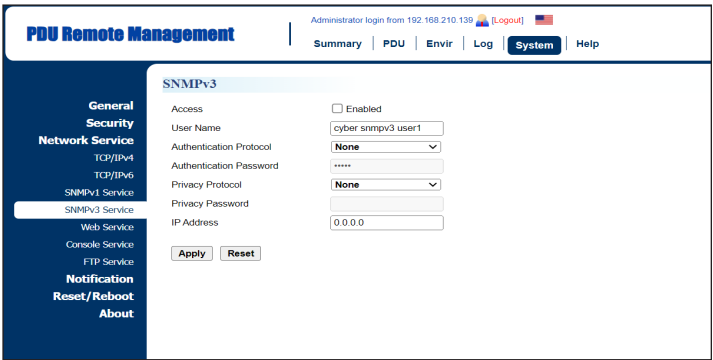 PDU Remote Management
Administrator login from 192.168.210.139 [Logout]
Summary PDU Envir Log System Help
General
Security
Network Service
TCP/IPv4
TCP/IPv6
SNMPv1 Service
SNMPv3 Service
Web Service
Console Service
FTP Service
Notification
Reset/Reboot
About
SNMPv3
Access Enabled
User Name cyber snmpv3 user1
Authentication Protocol None
Authentication Password •••••
Privacy Protocol None
Privacy Password
IP Address 0.0.0.0
Apply Reset